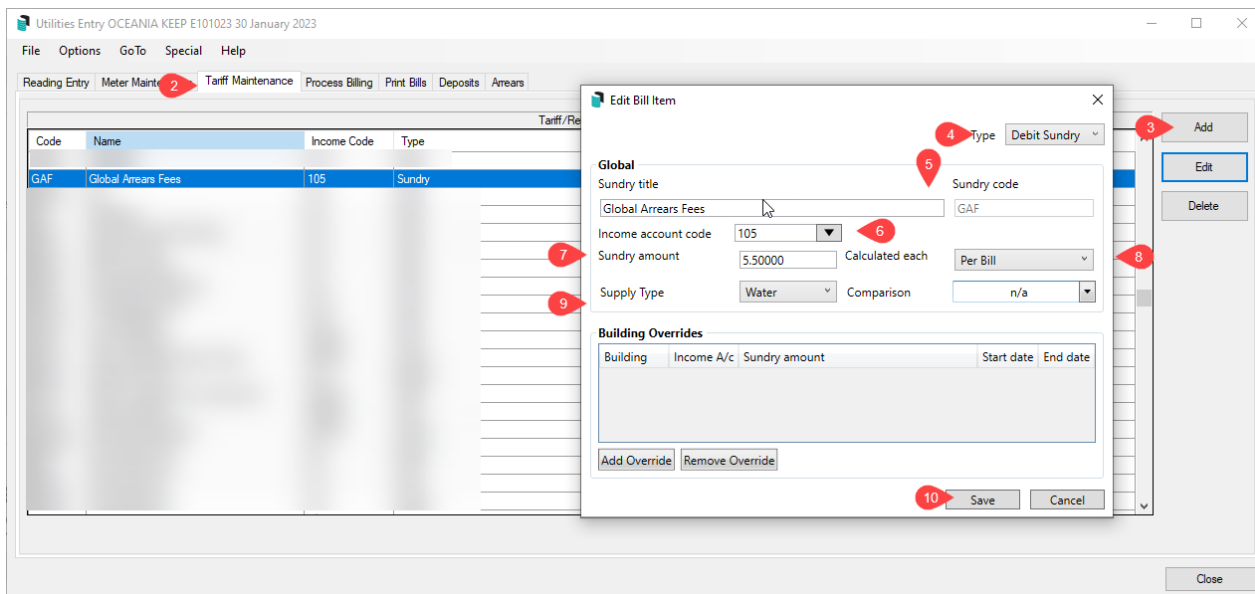 Utilities Entry OCEANIA KEEP E101023 30 January 2023
File Options GoTo Special Help
Reading Entry Meter Mainte 2 Tariff Maintenance Process Billing Print Bills Deposits Arrears
Tariff/Re
Code Name Income Code Type
GAF Global Arrears Fees 105 Sundry
Edit Bill Item
4 Type Debit Sundry
Global
5
Sundry title Sundry code
Global Arrears Fees GAF
Income account code 105 6
7 Sundry amount 5.50000 Calculated each Per Bill 8
Supply Type Water Comparison n/a
9
Building Overrides
Building Income A/c Sundry amount Start date End date
Add Override Remove Override
10 Save Cancel
3 Add
Edit
Delete
Close